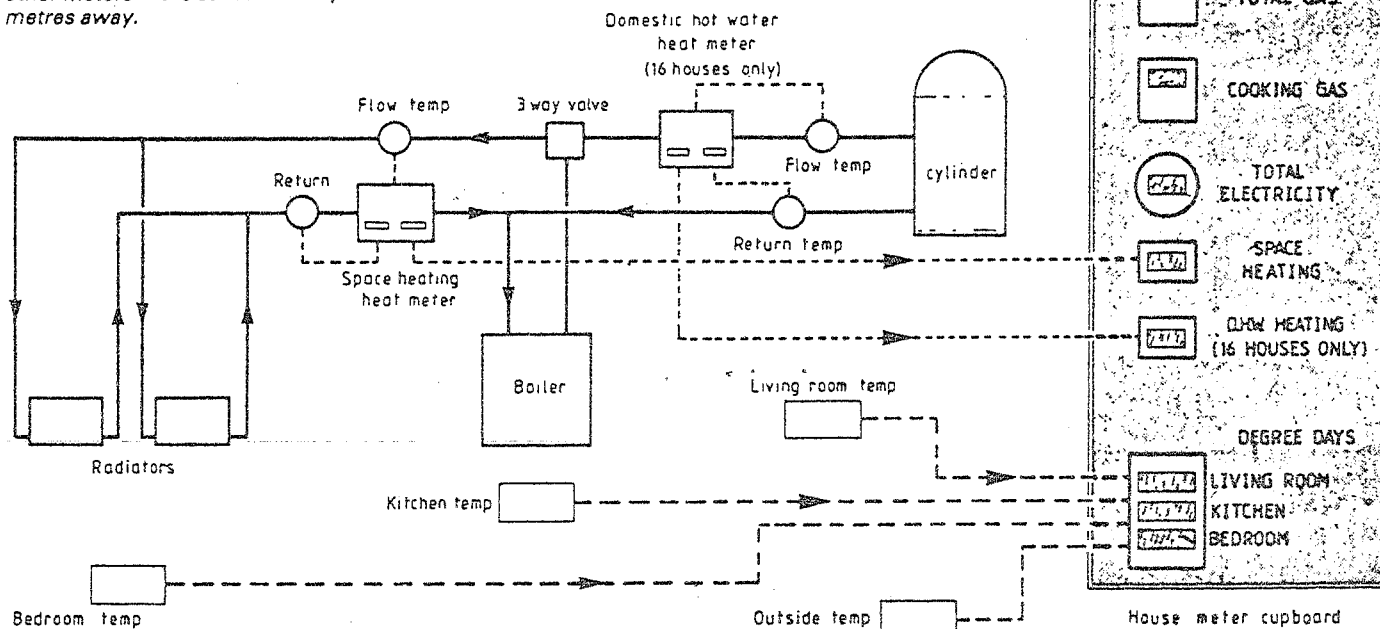 metres away.
Domestic hot water
heat meter
(16 houses only)
Flow temp
3 way valve
Flow temp
cylinder
Return
Return temp
Space heating
heat meter
Boiler
Radiators
Living room temp
Kitchen temp
Bedroom temp
Outside temp
TOTAL GAS
COOKING GAS
TOTAL
ELECTRICITY
SPACE
HEATING
D.H.W HEATING
(16 HOUSES ONLY)
DEGREE DAYS
LIVING ROOM
KITCHEN
BEDROOM
House meter cupboard